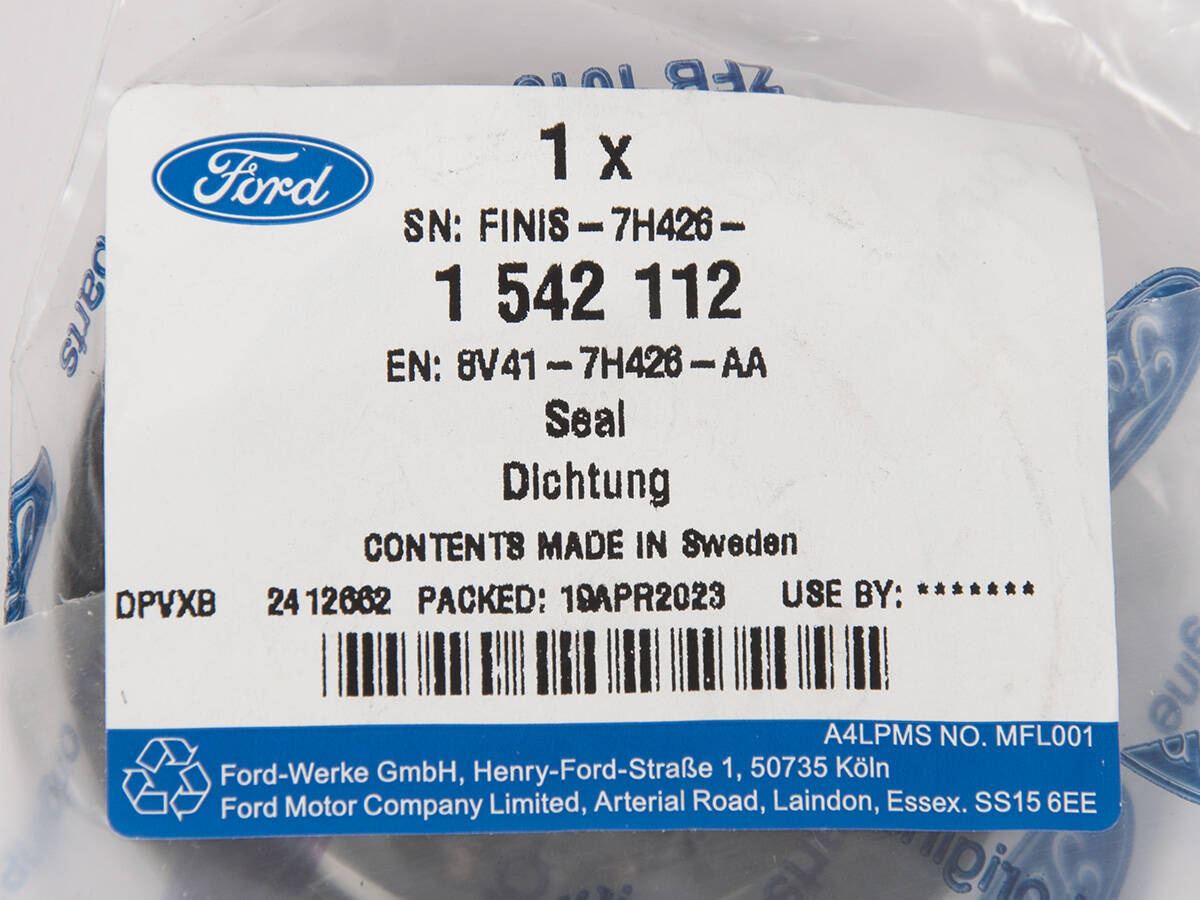 Ford
1 x
SN: FINIS - 7H426 -
1 542 112
EN: 8V41 - 7H426 - AA
Seal
Dichtung
CONTENTS MADE IN Sweden
DPVXB 2412662 PACKED: 19APR2023 USE BY: *******
A4LPMS NO. MFL001
Ford-Werke GmbH, Henry-Ford-Straße 1, 50735 Köln
Ford Motor Company Limited, Arterial Road, Laindon, Essex. SS15 6EE
parts
Ford